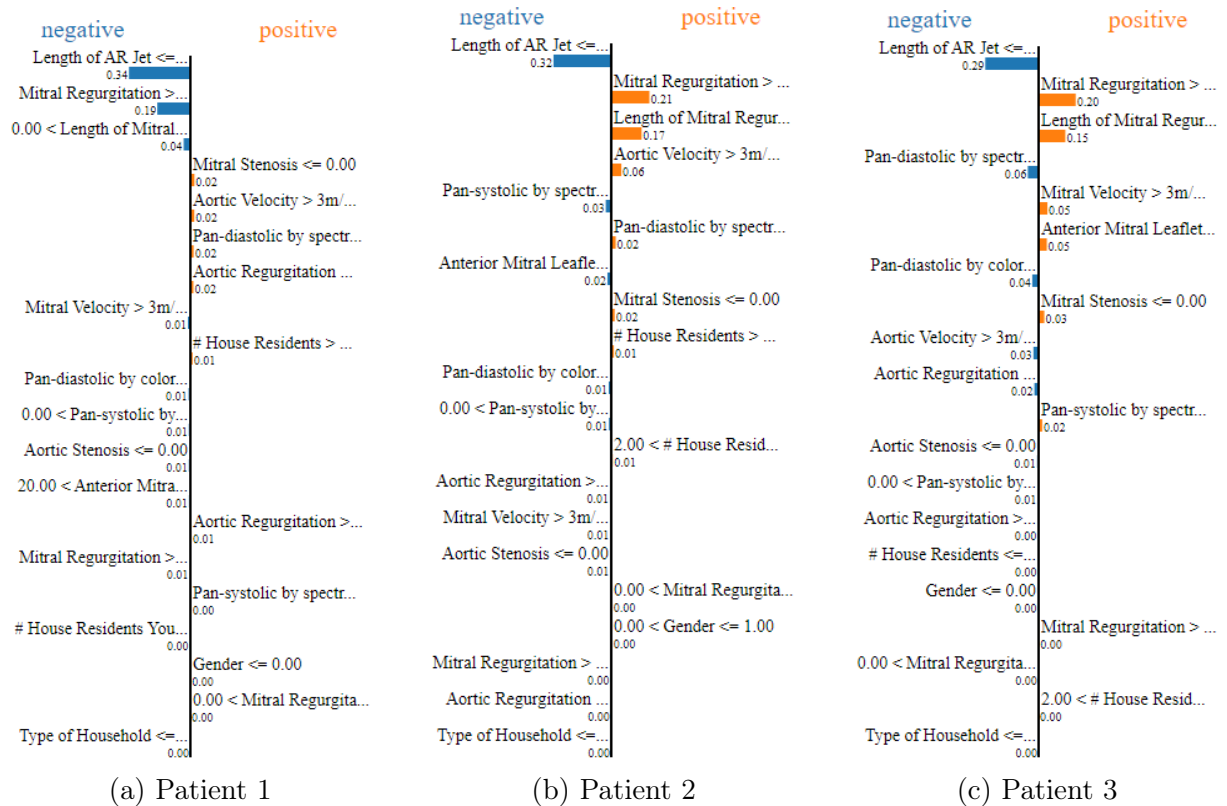 negative positive
Length of AR Jet <=...
0.34
Mitral Regurgitation >...
0.19
0.00 < Length of Mitral...
0.04
Mitral Stenosis <= 0.00
0.02
Aortic Velocity > 3m/...
0.02
Pan-diastolic by spectr...
0.02
Aortic Regurgitation ...
0.02
Mitral Velocity > 3m/...
0.01
# House Residents > ...
0.01
Pan-diastolic by color...
0.01
0.00 < Pan-systolic by...
0.01
Aortic Stenosis <= 0.00
0.01
20.00 < Anterior Mitra...
0.01
Aortic Regurgitation >...
0.01
Mitral Regurgitation >...
0.01
Pan-systolic by spectr...
0.00
# House Residents You...
0.00
Gender <= 0.00
0.00
0.00 < Mitral Regurgita...
0.00
Type of Household <=...
0.00
(a) Patient 1
negative positive
Length of AR Jet <=...
0.32
Mitral Regurgitation > ...
0.21
Length of Mitral Regur...
0.17
Aortic Velocity > 3m/...
0.06
Pan-systolic by spectr...
0.03
Pan-diastolic by spectr...
0.02
Anterior Mitral Leafle...
0.02
Mitral Stenosis <= 0.00
0.02
# House Residents > ...
0.01
Pan-diastolic by color...
0.01
0.00 < Pan-systolic by...
0.01
2.00 < # House Resid...
0.01
Aortic Regurgitation >...
0.01
Mitral Velocity > 3m/...
0.01
Aortic Stenosis <= 0.00
0.01
0.00 < Mitral Regurgita...
0.00
0.00 < Gender <= 1.00
0.00
Mitral Regurgitation > ...
0.00
Aortic Regurgitation ...
0.00
Type of Household <=...
0.00
(b) Patient 2
negative positive
Length of AR Jet <=...
0.29
Mitral Regurgitation > ...
0.20
Length of Mitral Regur...
0.15
Pan-diastolic by spectr...
0.06
Mitral Velocity > 3m/...
0.05
Anterior Mitral Leaflet...
0.05
Pan-diastolic by color...
0.04
Mitral Stenosis <= 0.00
0.03
Aortic Velocity > 3m/...
0.03
Aortic Regurgitation ...
0.02
Pan-systolic by spectr...
0.02
Aortic Stenosis <= 0.00
0.01
0.00 < Pan-systolic by...
0.01
Aortic Regurgitation >...
0.00
# House Residents <=...
0.00
Gender <= 0.00
0.00
Mitral Regurgitation > ...
0.00
0.00 < Mitral Regurgita...
0.00
2.00 < # House Resid...
0.00
Type of Household <=...
0.00
(c) Patient 3